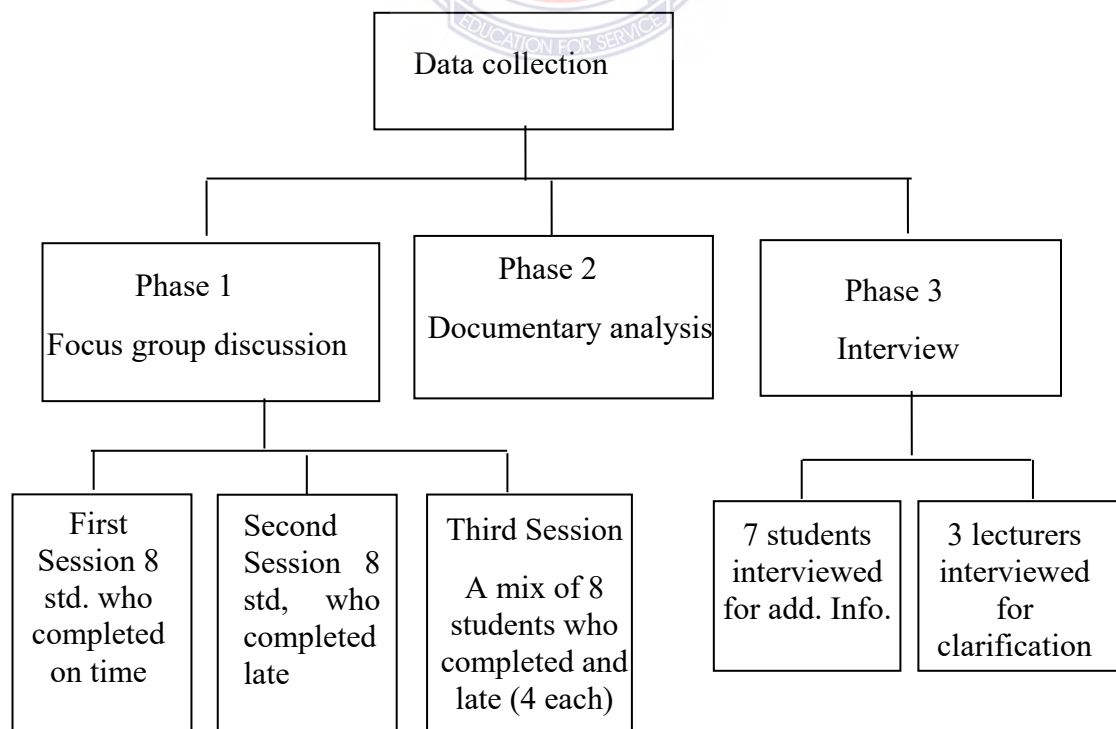 EDUCATION FOR SERVICE
Data collection
Phase 1
Focus group discussion
Phase 2
Documentary analysis
Phase 3
Interview
First
Session 8
std. who
completed
on time
Second
Session 8
std, who
completed
late
Third Session
A mix of 8
students who
completed and
late (4 each)
7 students
interviewed
for add. Info.
3 lecturers
interviewed
for
clarification